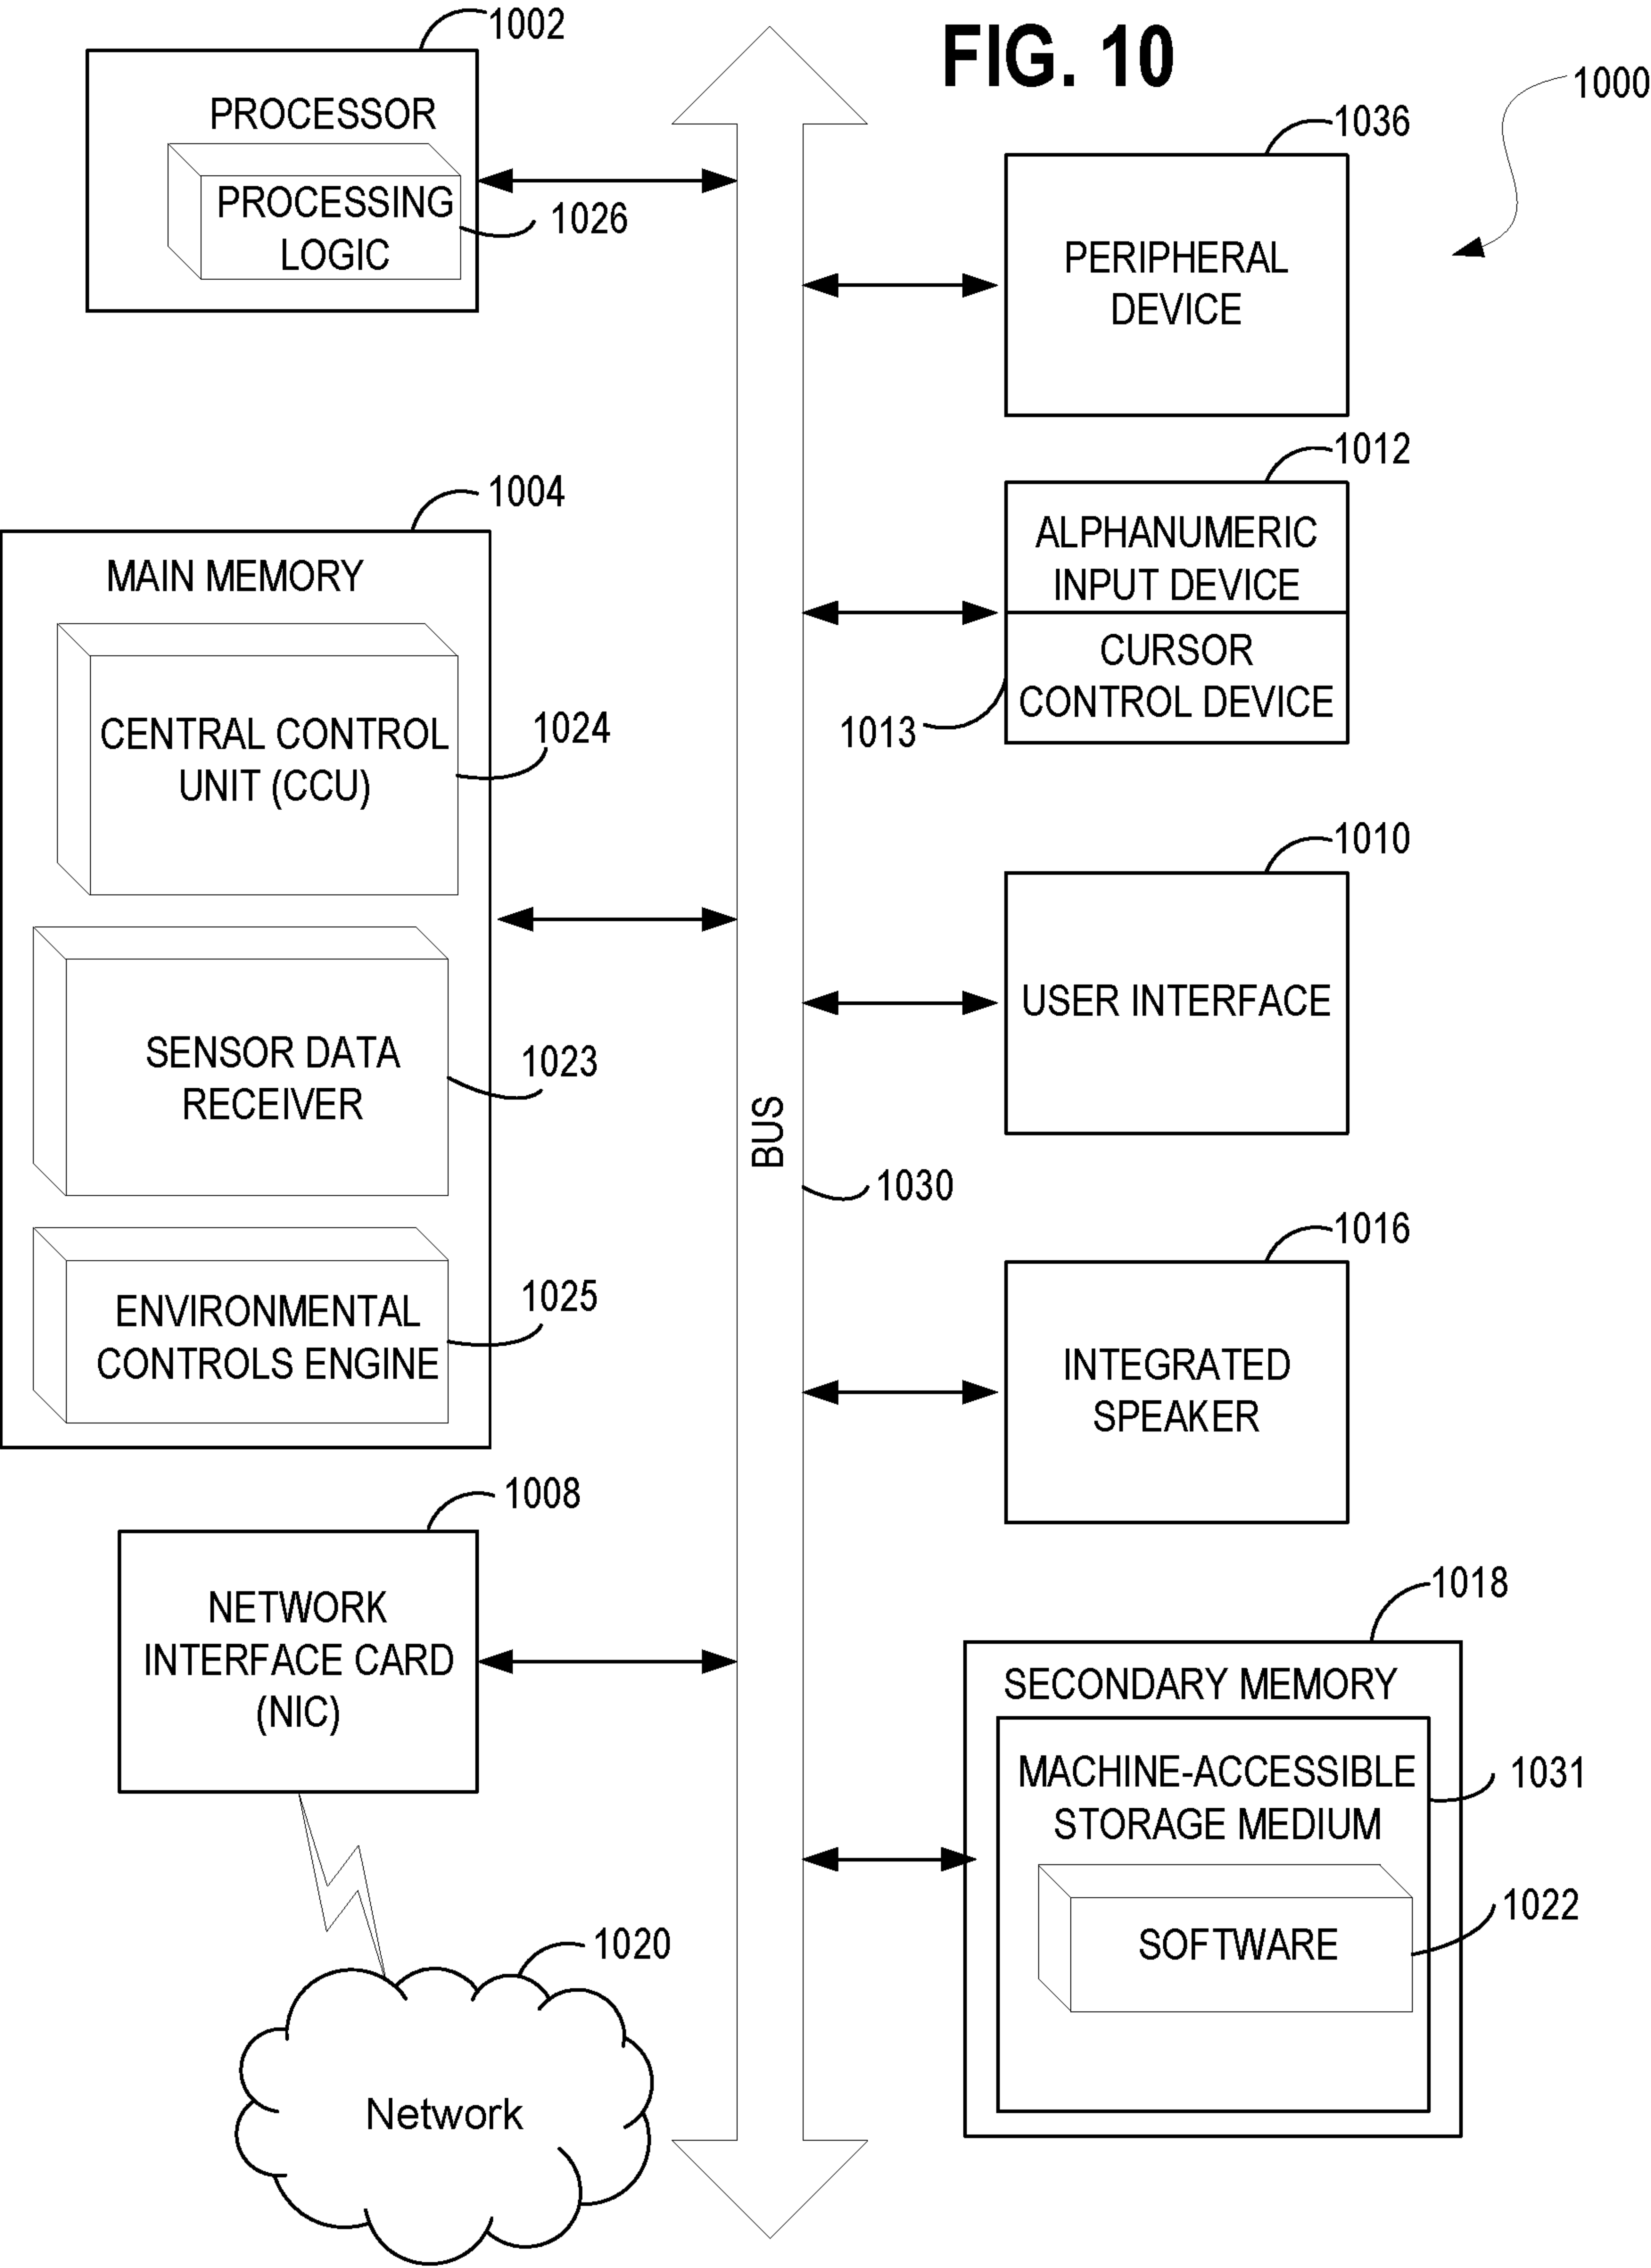 FIG. 10
1000
1002
PROCESSOR
PROCESSING
LOGIC
1026
1036
PERIPHERAL
DEVICE
1012
ALPHANUMERIC
INPUT DEVICE
CURSOR
CONTROL DEVICE
1013
1004
MAIN MEMORY
CENTRAL CONTROL
UNIT (CCU)
1024
SENSOR DATA
RECEIVER
1023
ENVIRONMENTAL
CONTROLS ENGINE
1025
1010
USER INTERFACE
BUS
1030
1016
INTEGRATED
SPEAKER
1008
NETWORK
INTERFACE CARD
(NIC)
1018
SECONDARY MEMORY
MACHINE-ACCESSIBLE
STORAGE MEDIUM
1031
SOFTWARE
1022
1020
Network